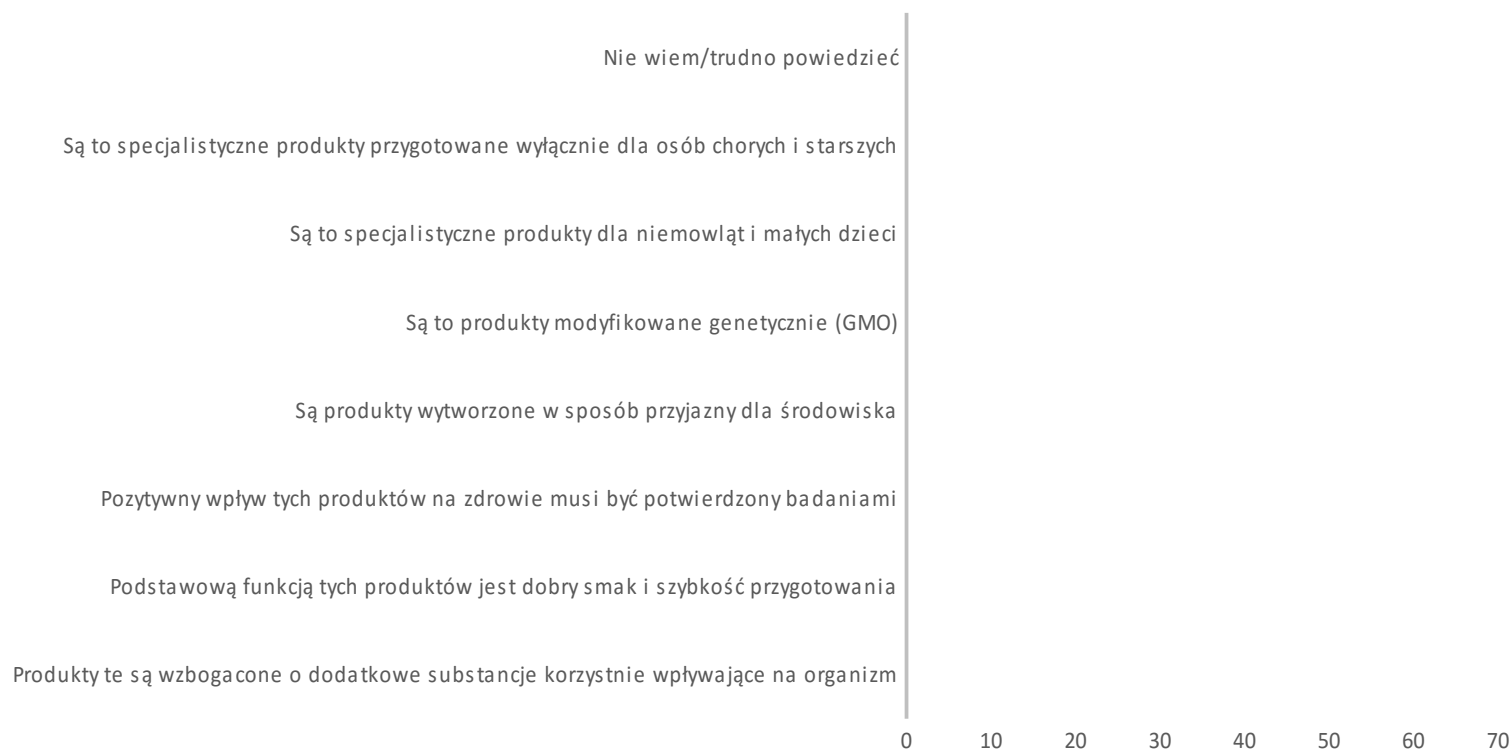 Nie wiem/trudno powiedzieć
Są to specjalistyczne produkty przygotowane wyłącznie dla osób chorych i starszych
Są to specjalistyczne produkty dla niemowląt i małych dzieci
Są to produkty modyfikowane genetycznie (GMO)
Są produkty wytworzone w sposób przyjazny dla środowiska
Pozytywny wpływ tych produktów na zdrowie musi być potwierdzony badaniami
Podstawową funkcją tych produktów jest dobry smak i szybkość przygotowania
Produkty te są wzbogacone o dodatkowe substancje korzystnie wpływające na organizm
0 10 20 30 40 50 60 70